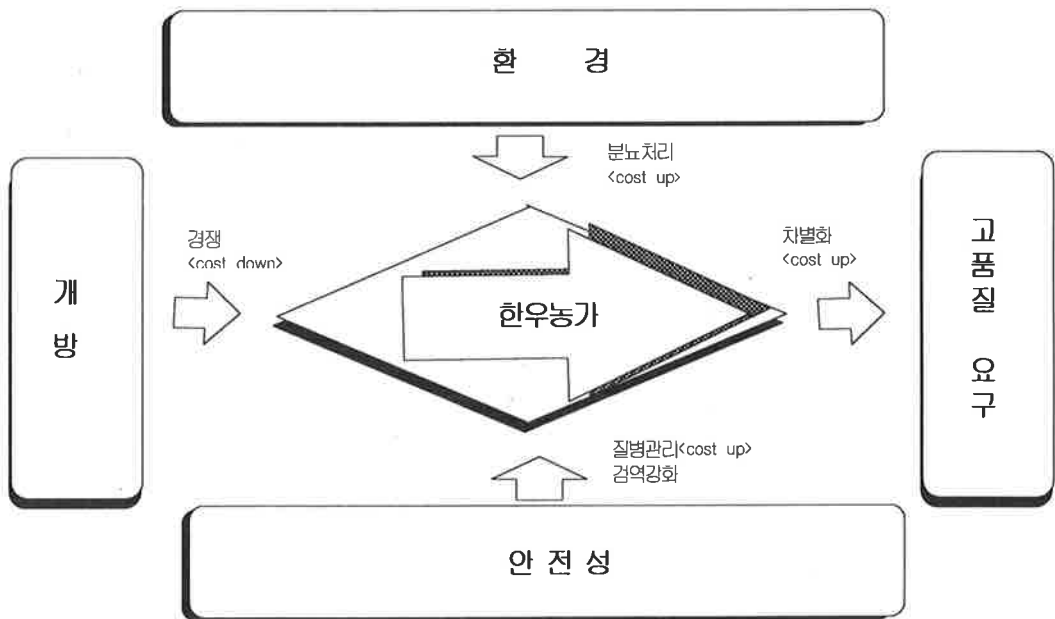 환 경
분뇨처리
<cost up>
경쟁
<cost down>
차별화
<cost up>
개
방
한우농가
고
품
질
요
구
질병관리<cost up>
검역강화
안 전 성